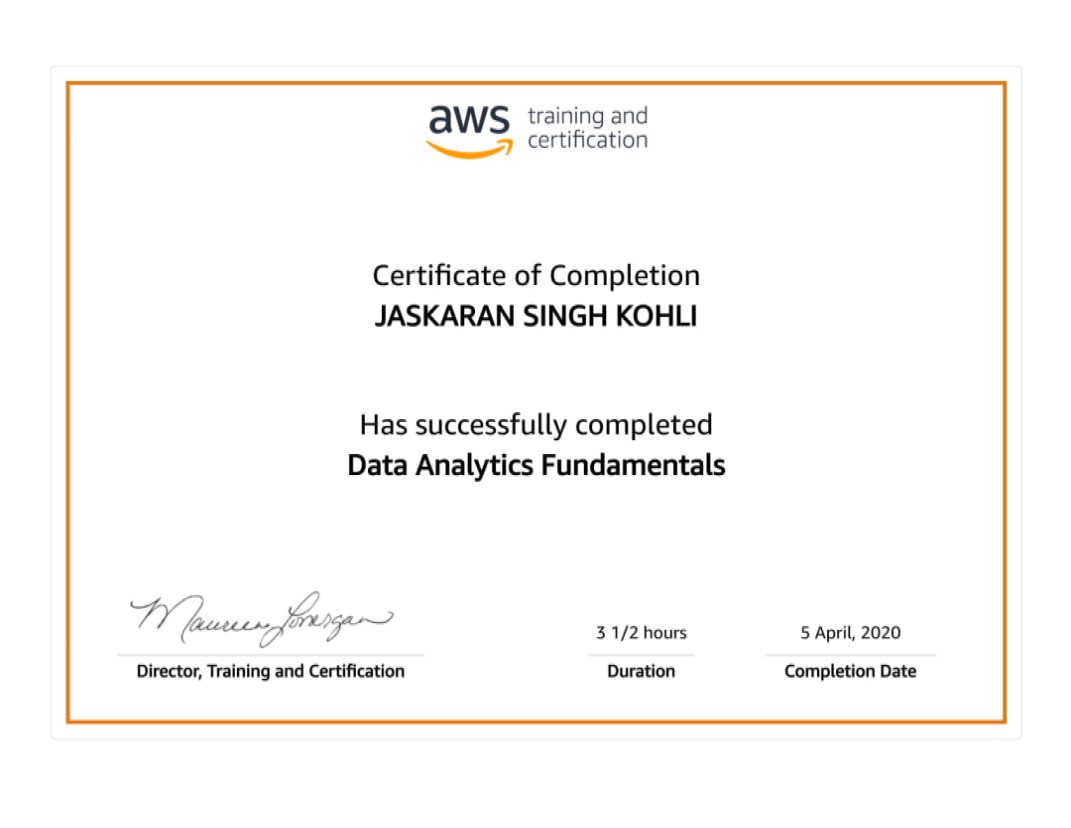 aws training and
certification
Certificate of Completion
JASKARAN SINGH KOHLI
Has successfully completed
Data Analytics Fundamentals
Maureen Lonergan
3 1/2 hours
5 April, 2020
Director, Training and Certification
Duration
Completion Date